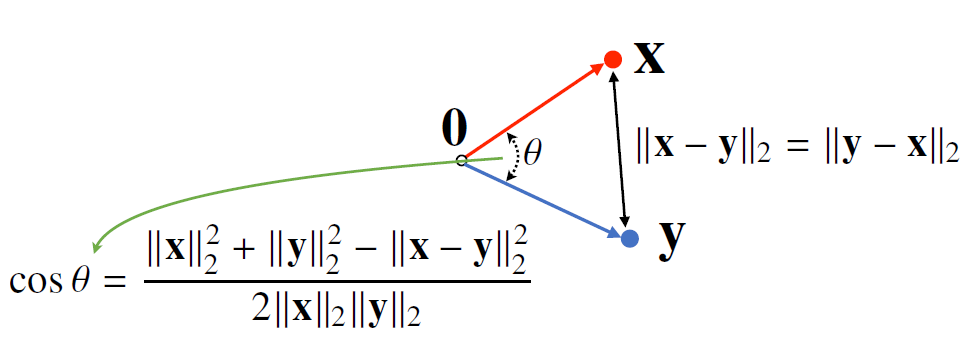 x
0
θ
‖x − y‖₂ = ‖y − x‖₂
y
cos θ = (‖x‖₂² + ‖y‖₂² − ‖x − y‖₂²) / (2‖x‖₂‖y‖₂)